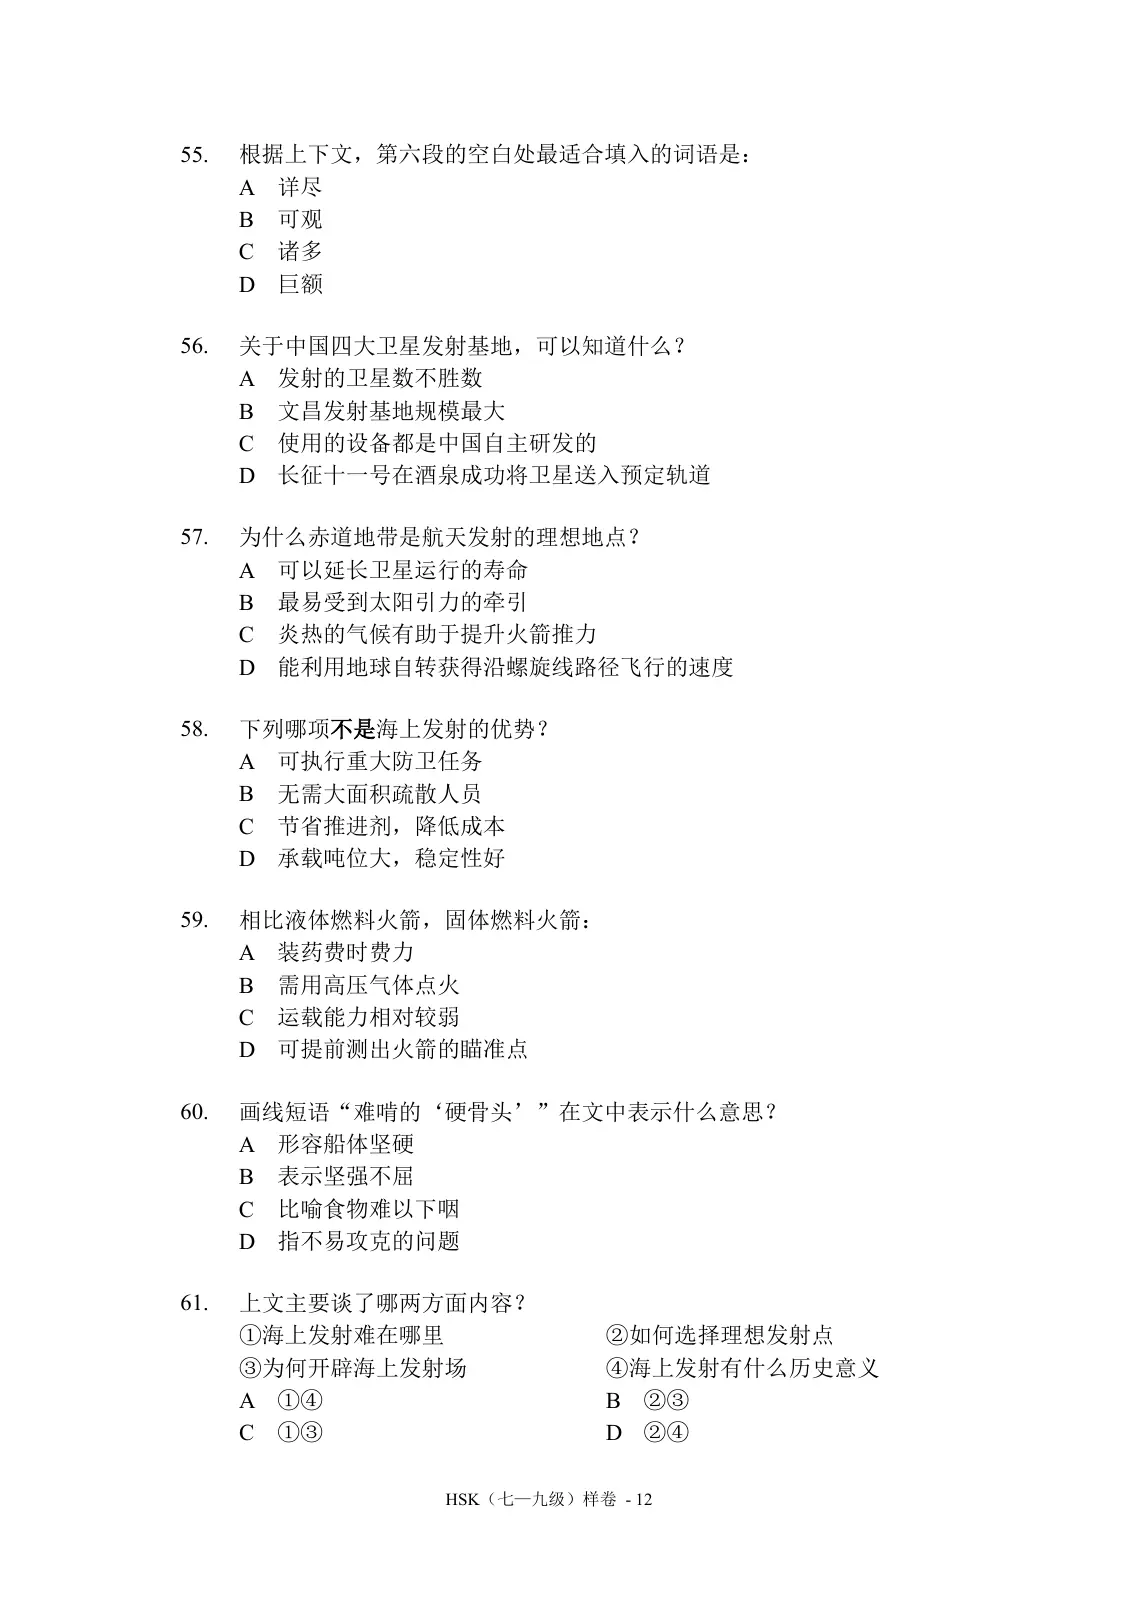 55. 根据上下文，第六段的空白处最适合填入的词语是：
A 详尽
B 可观
C 诸多
D 巨额
56. 关于中国四大卫星发射基地，可以知道什么？
A 发射的卫星数不胜数
B 文昌发射基地规模最大
C 使用的设备都是中国自主研发的
D 长征十一号在酒泉成功将卫星送入预定轨道
57. 为什么赤道地带是航天发射的理想地点？
A 可以延长卫星运行的寿命
B 最易受到太阳引力的牵引
C 炎热的气候有助于提升火箭推力
D 能利用地球自转获得沿螺旋线路径飞行的速度
58. 下列哪项不是海上发射的优势？
A 可执行重大防卫任务
B 无需大面积疏散人员
C 节省推进剂，降低成本
D 承载吨位大，稳定性好
59. 相比液体燃料火箭，固体燃料火箭：
A 装药费时费力
B 需用高压气体点火
C 运载能力相对较弱
D 可提前测出火箭的瞄准点
60. 画线短语“难啃的‘硬骨头’”在文中表示什么意思？
A 形容船体坚硬
B 表示坚强不屈
C 比喻食物难以下咽
D 指不易攻克的问题
61. 上文主要谈了哪两方面内容？
①海上发射难在哪里 ②如何选择理想发射点
③为何开辟海上发射场 ④海上发射有什么历史意义
A ①④ B ②③
C ①③ D ②④
HSK（七—九级）样卷 - 12